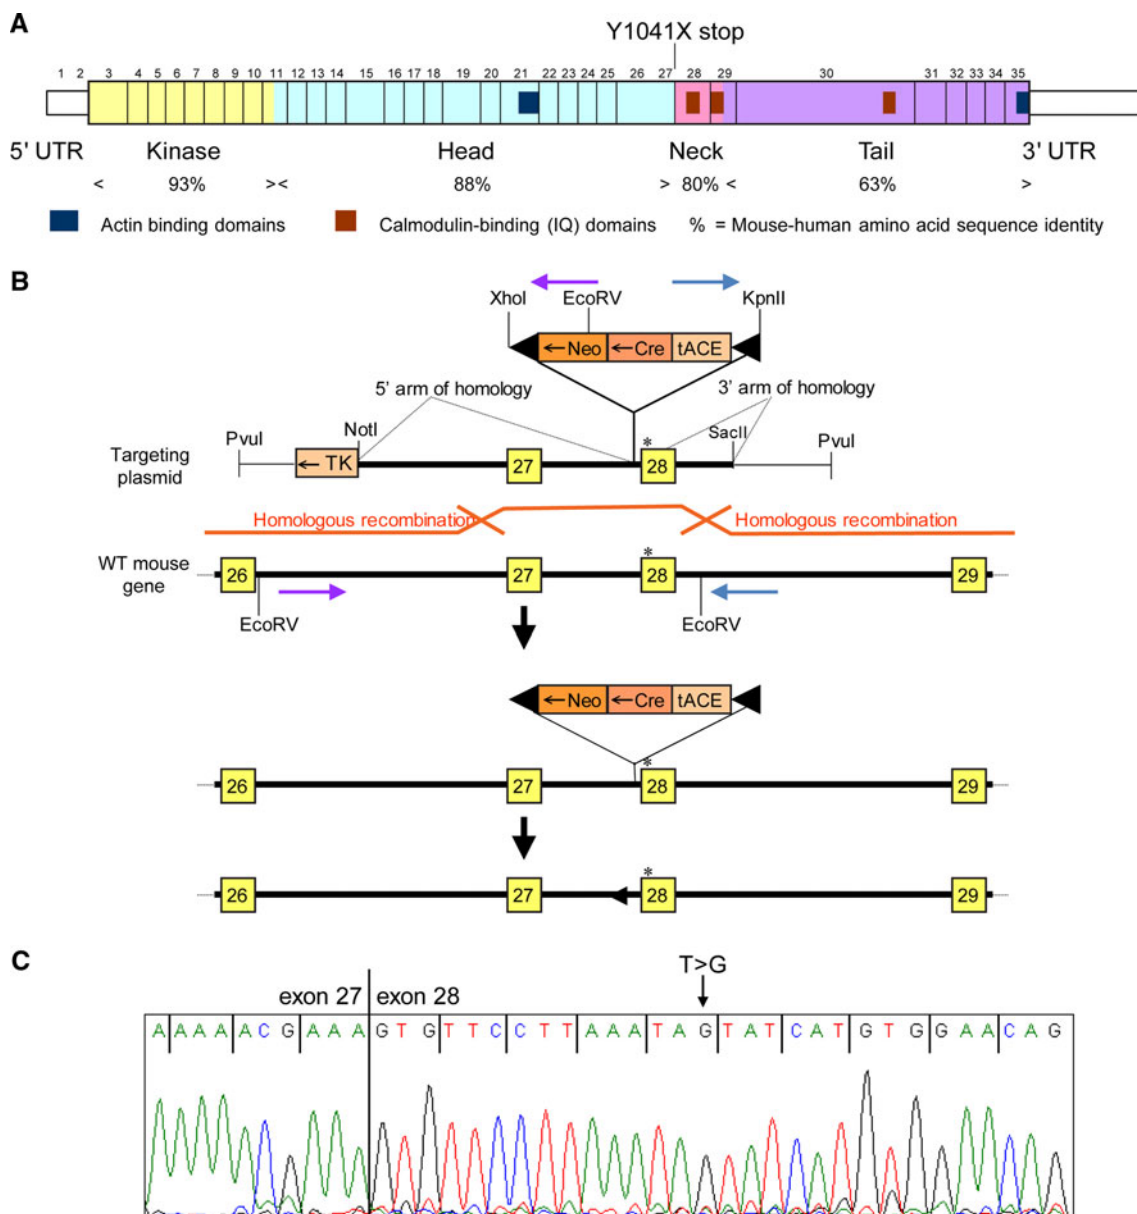 A
Y1041X stop
1 2 3 4 5 6 7 8 9 10 11 12 13 14 15 16 17 18 19 20 21 22 23 24 25 26 27 28 29 30 31 32 33 34 35
5' UTR Kinase Head Neck Tail 3' UTR
< 93% >< 88% > 80% < 63% >
Actin binding domains Calmodulin-binding (IQ) domains % = Mouse-human amino acid sequence identity
B
XhoI EcoRV KpnII
←Neo ←Cre tACE
5' arm of homology 3' arm of homology
PvuI NotI * SacII PvuI
Targeting plasmid
← TK 27 28
Homologous recombination Homologous recombination
WT mouse gene
*
26 27 28 29
EcoRV EcoRV
←Neo ←Cre tACE
*
26 27 28 29
*
26 27 28 29
C
T>G
exon 27 exon 28
A A A A A C G A A A G T G T T C C T T A A A T A G T A T C A T G T G G A A C A G